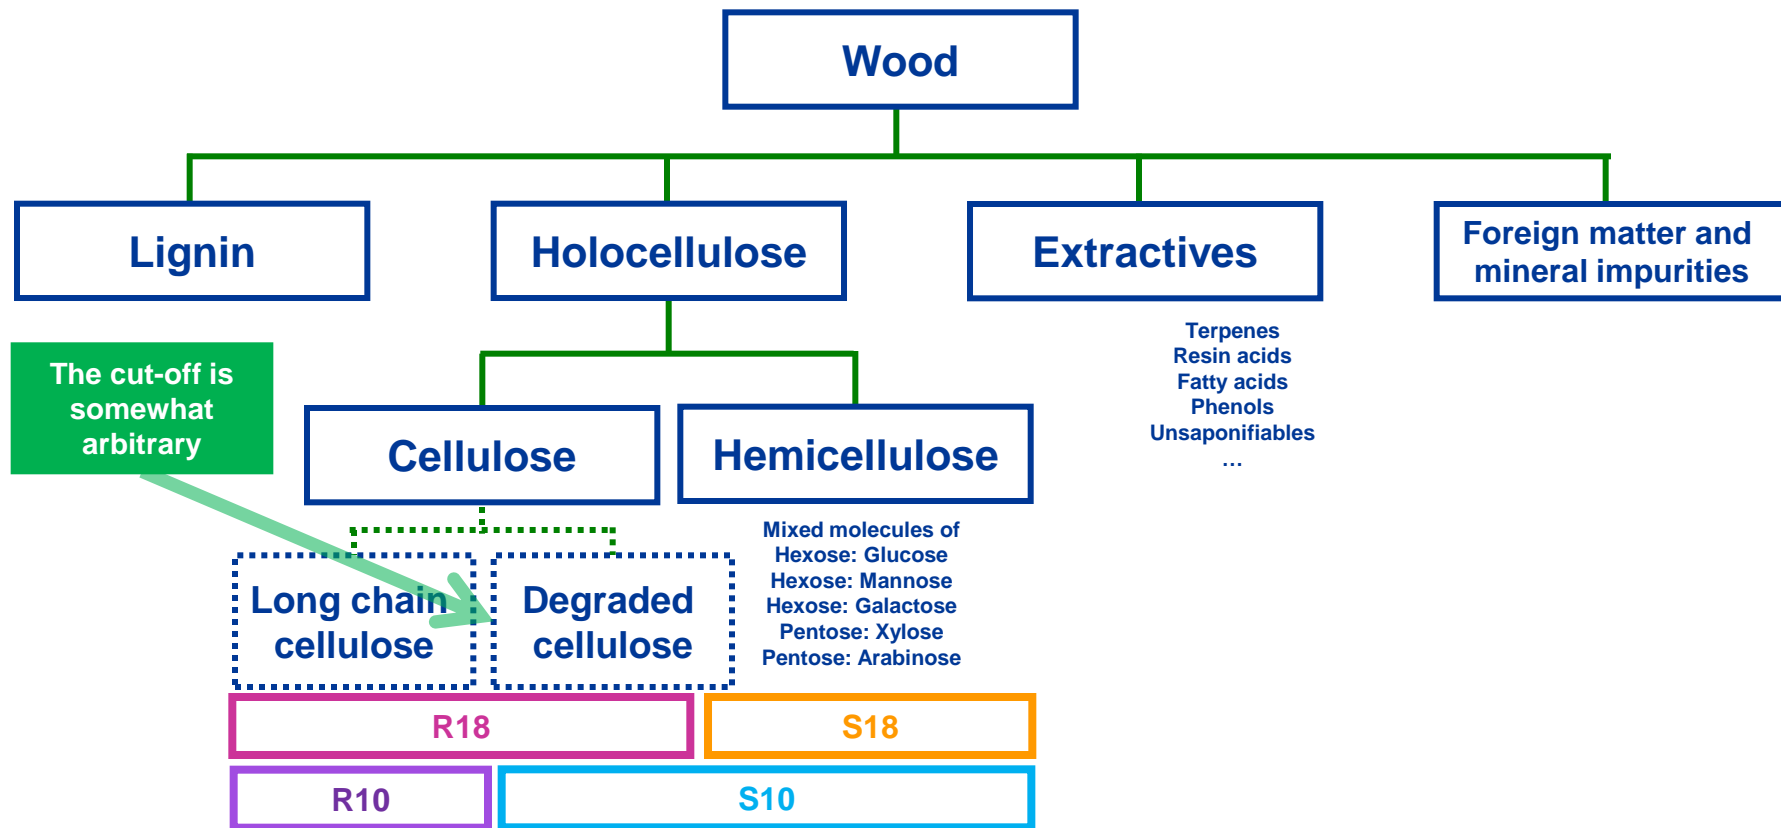 Wood
Lignin
Holocellulose
Extractives
Foreign matter and
mineral impurities
Terpenes
Resin acids
Fatty acids
Phenols
Unsaponifiables
...
The cut-off is
somewhat
arbitrary
Cellulose
Hemicellulose
Mixed molecules of
Hexose: Glucose
Hexose: Mannose
Hexose: Galactose
Pentose: Xylose
Pentose: Arabinose
Long chain
cellulose
Degraded
cellulose
R18
S18
R10
S10